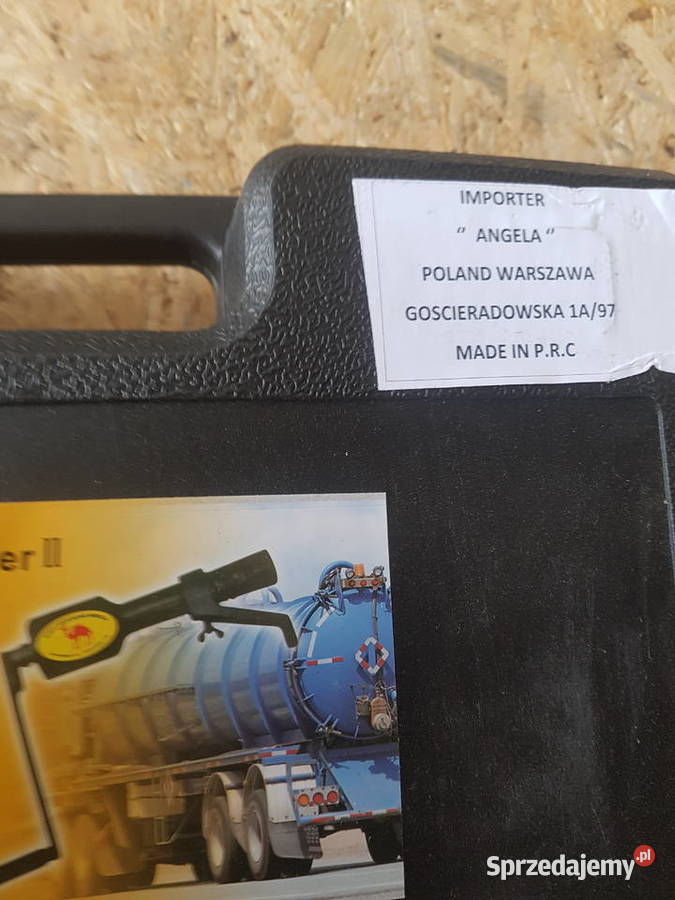 IMPORTER
“ ANGELA “
POLAND WARSZAWA
GOSCIERADOWSKA 1A/97
MADE IN P.R.C
er II
Sprzedajemy.pl